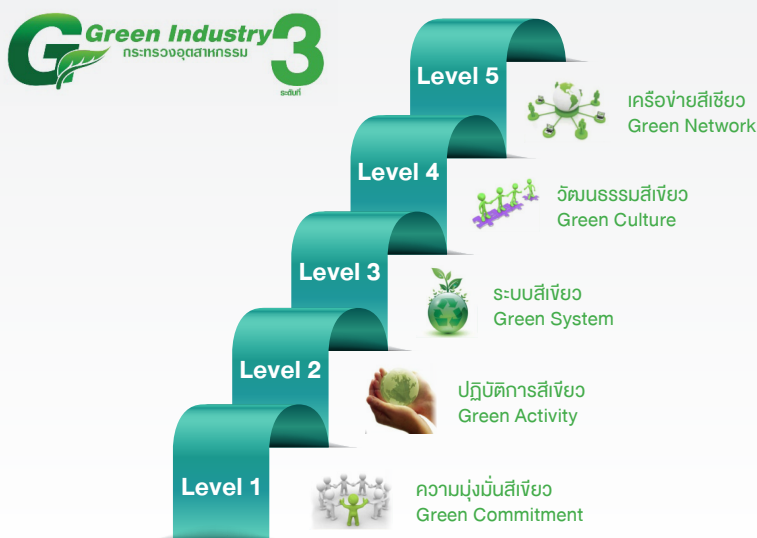 Green Industry
กระทรวงอุตสาหกรรม
3
ระดับที่
Level 5
เครือข่ายสีเขียว
Green Network
Level 4
วัฒนธรรมสีเขียว
Green Culture
Level 3
ระบบสีเขียว
Green System
Level 2
ปฏิบัติการสีเขียว
Green Activity
Level 1
ความมุ่งมั่นสีเขียว
Green Commitment